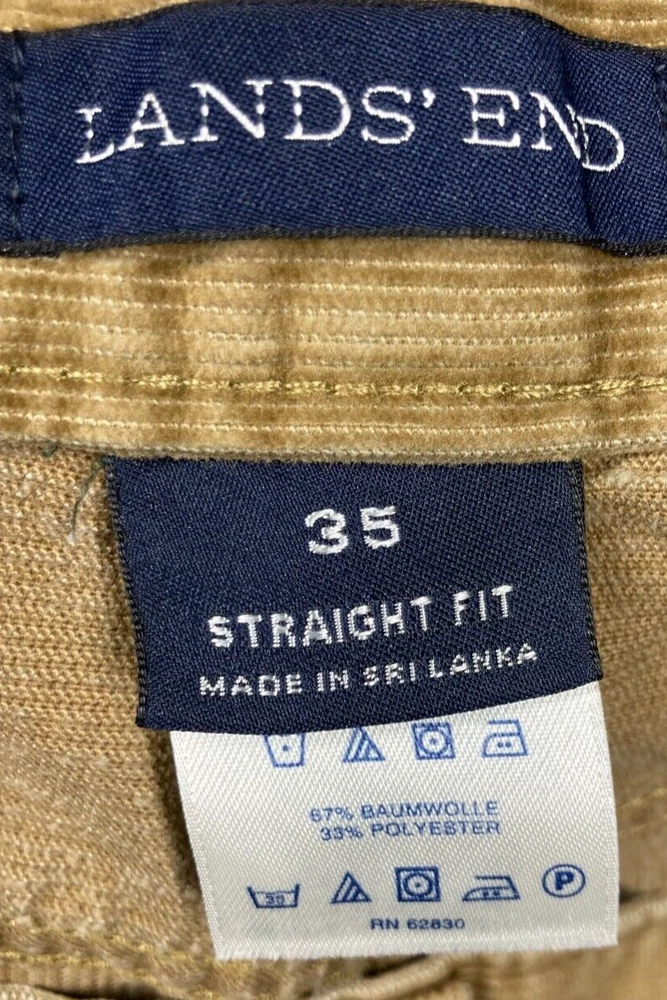 LANDS' END
35
STRAIGHT FIT
MADE IN SRI LANKA
67% BAUMWOLLE
33% POLYESTER
30 P
RN 62830